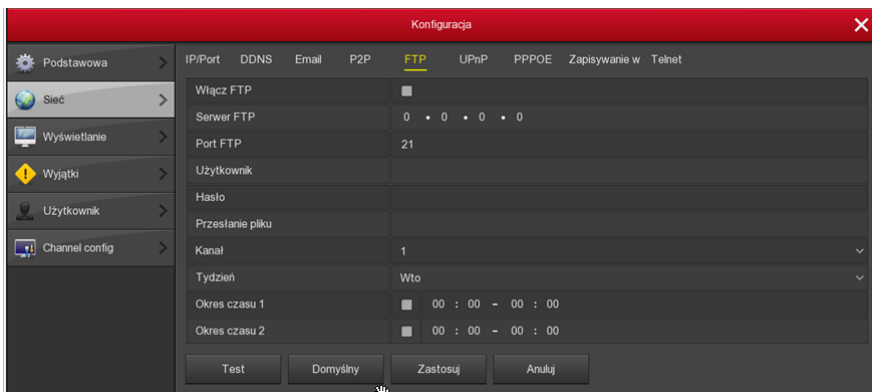 Konfiguracja
Podstawowa
Sieć
Wyświetlanie
Wyjątki
Użytkownik
Channel config
IP/Port DDNS Email P2P FTP UPnP PPPOE Zapisywanie w Telnet
Włącz FTP
Serwer FTP 0 . 0 . 0 . 0
Port FTP 21
Użytkownik
Hasło
Przesłanie pliku
Kanał 1
Tydzień Wto
Okres czasu 1 00 : 00 - 00 : 00
Okres czasu 2 00 : 00 - 00 : 00
Test Domyślny Zastosuj Anuluj